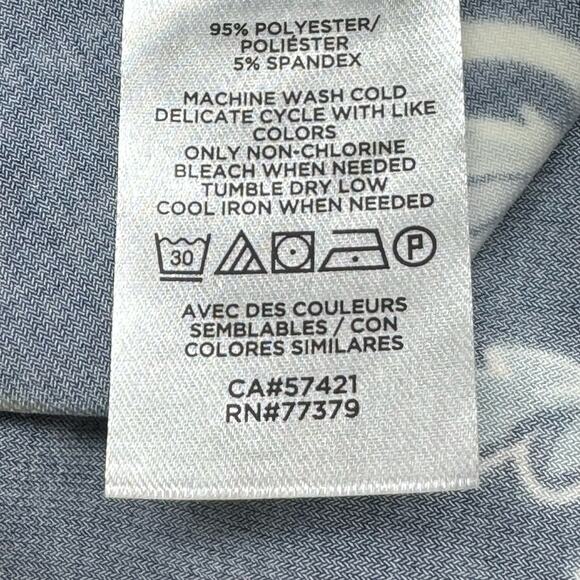 95% POLYESTER/
POLIÉSTER
5% SPANDEX
MACHINE WASH COLD
DELICATE CYCLE WITH LIKE
COLORS
ONLY NON-CHLORINE
BLEACH WHEN NEEDED
TUMBLE DRY LOW
COOL IRON WHEN NEEDED
30 P
AVEC DES COULEURS
SEMBLABLES / CON
COLORES SIMILARES
CA#57421
RN#77379